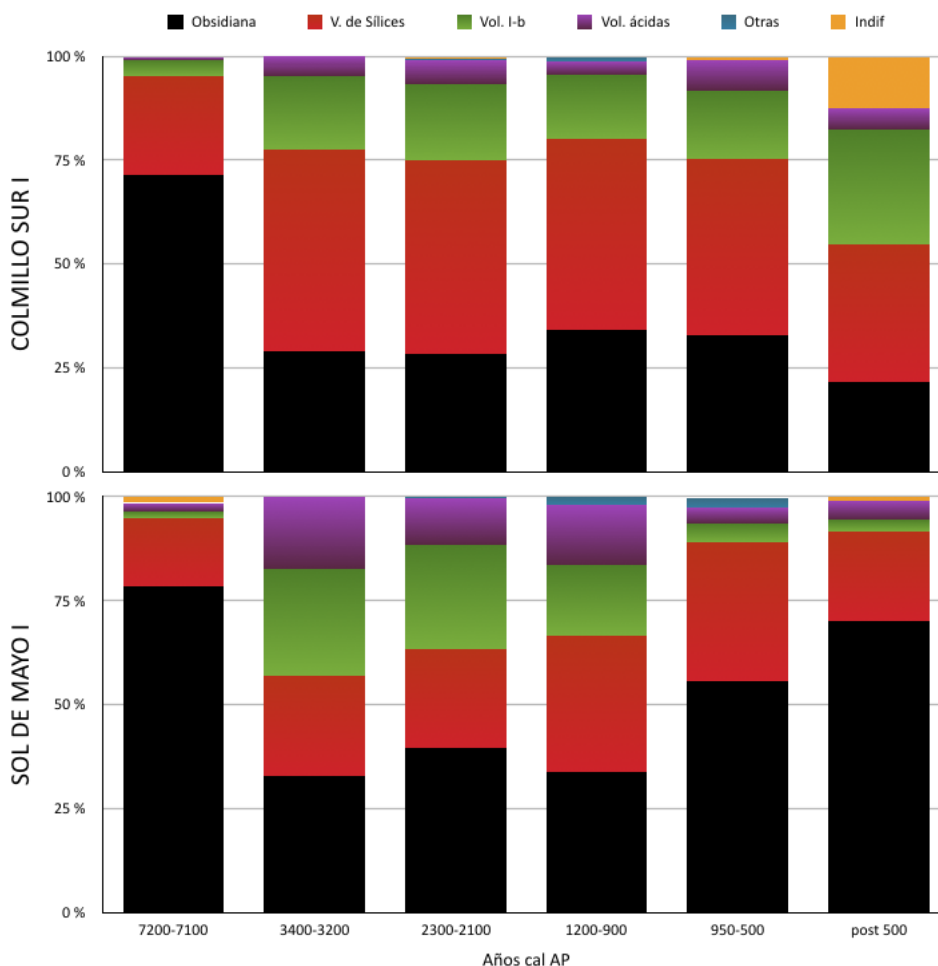 Obsidiana V. de Sílices Vol. I-b Vol. ácidas Otras Indif
COLMILLO SUR I
100 %
75 %
50 %
25 %
0 %
SOL DE MAYO I
100 %
75 %
50 %
25 %
0 %
7200-7100 3400-3200 2300-2100 1200-900 950-500 post 500
Años cal AP